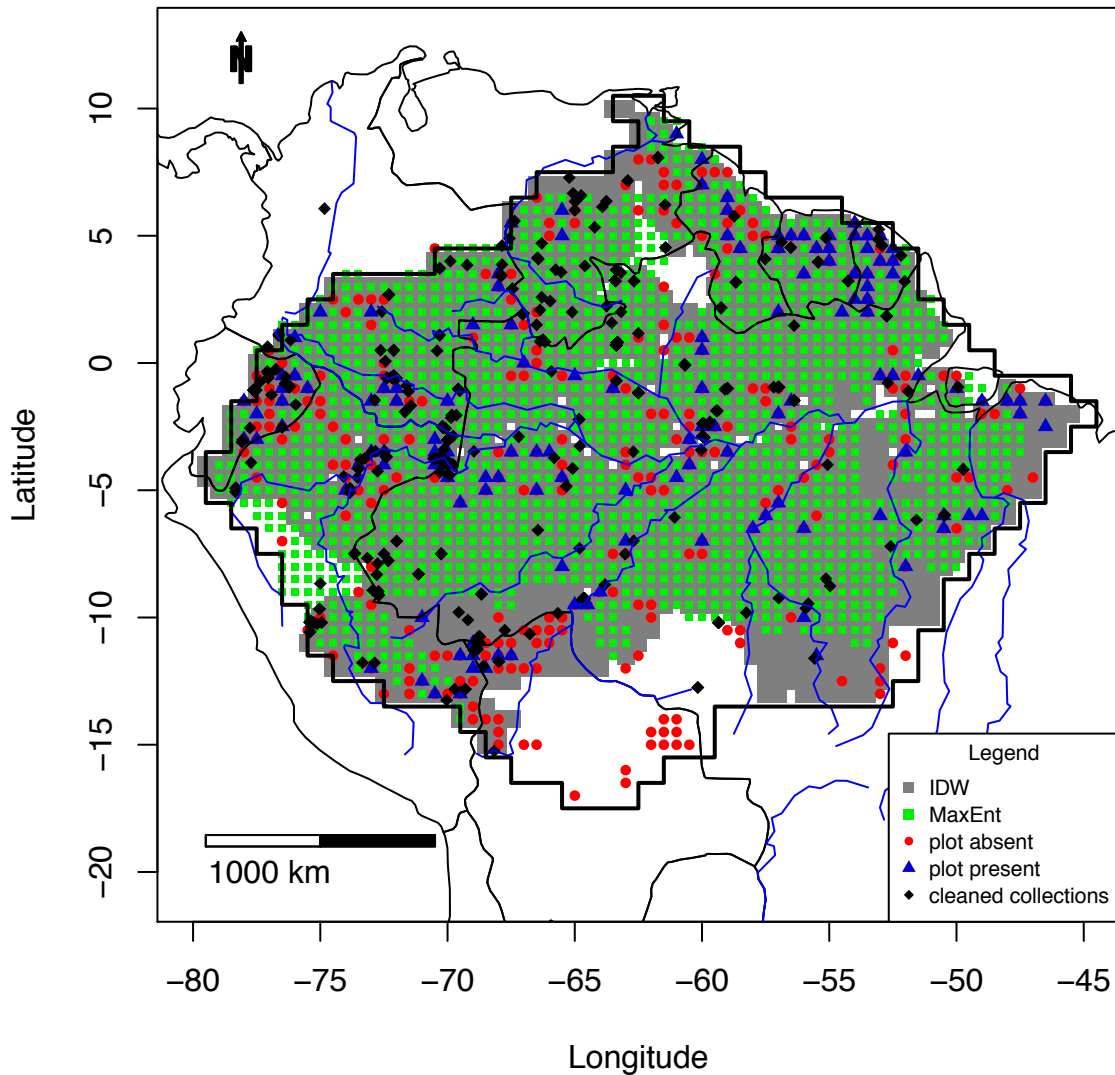 N
10
5
0
−5
−10
−15
−20
Latitude
1000 km
Legend
IDW
MaxEnt
plot absent
plot present
cleaned collections
−80 −75 −70 −65 −60 −55 −50 −45
Longitude